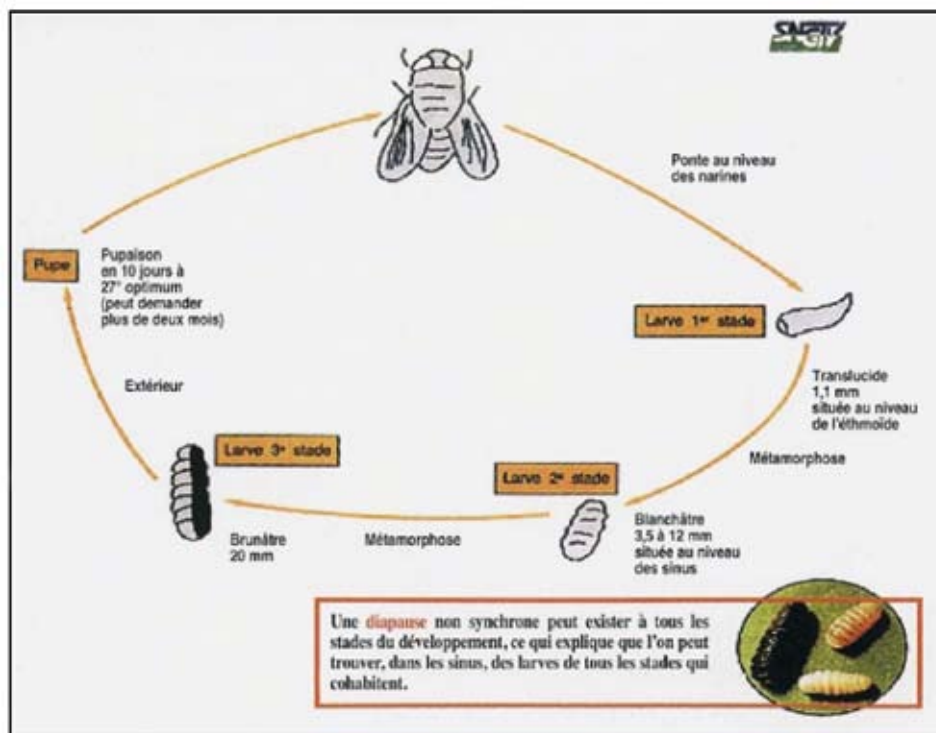 SNGTV
Ponte au niveau
des narines
Pupe
Pupaison
en 10 jours à
27° optimum
(peut demander
plus de deux mois)
Larve 1er stade
Translucide
1,1 mm
située au niveau
de l'éthmoïde
Extérieur
Métamorphose
Larve 3e stade
Larve 2e stade
Brunâtre
20 mm
Métamorphose
Blanchâtre
3,5 à 12 mm
située au niveau
des sinus
Une diapause non synchrone peut exister à tous les
stades du développement, ce qui explique que l'on peut
trouver, dans les sinus, des larves de tous les stades qui
cohabitent.